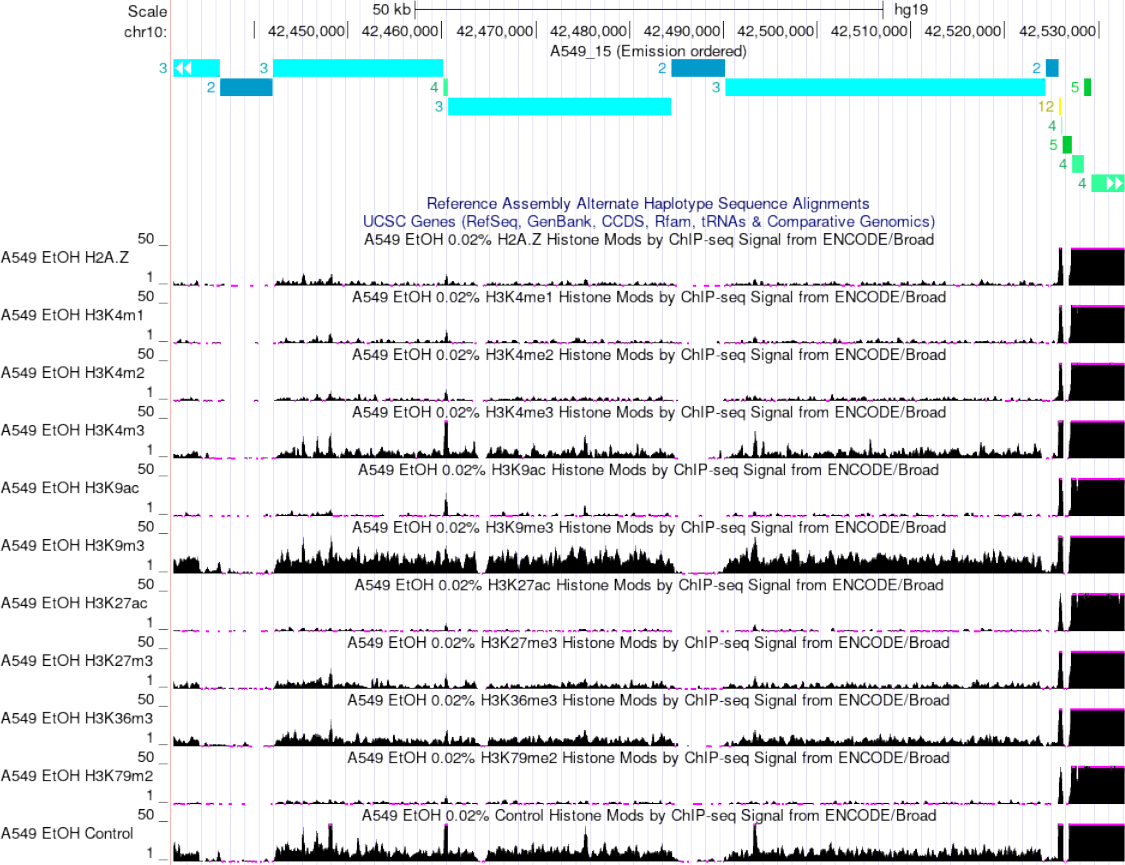 Scale 50 kb hg19
chr10: 42,450,000 42,460,000 42,470,000 42,480,000 42,490,000 42,500,000 42,510,000 42,520,000 42,530,000
A549_15 (Emission ordered)
3 3 2 2
2 4 3 5
3 12
4
5
4
4
Reference Assembly Alternate Haplotype Sequence Alignments
UCSC Genes (RefSeq, GenBank, CCDS, Rfam, tRNAs & Comparative Genomics)
A549 EtOH 0.02% H2A.Z Histone Mods by ChIP-seq Signal from ENCODE/Broad
50 _
A549 EtOH H2A.Z
1 _
A549 EtOH 0.02% H3K4me1 Histone Mods by ChIP-seq Signal from ENCODE/Broad
50 _
A549 EtOH H3K4m1
1 _
A549 EtOH 0.02% H3K4me2 Histone Mods by ChIP-seq Signal from ENCODE/Broad
50 _
A549 EtOH H3K4m2
1 _
A549 EtOH 0.02% H3K4me3 Histone Mods by ChIP-seq Signal from ENCODE/Broad
50 _
A549 EtOH H3K4m3
1 _
A549 EtOH 0.02% H3K9ac Histone Mods by ChIP-seq Signal from ENCODE/Broad
50 _
A549 EtOH H3K9ac
1 _
A549 EtOH 0.02% H3K9me3 Histone Mods by ChIP-seq Signal from ENCODE/Broad
50 _
A549 EtOH H3K9m3
1 _
A549 EtOH 0.02% H3K27ac Histone Mods by ChIP-seq Signal from ENCODE/Broad
50 _
A549 EtOH H3K27ac
1 _
A549 EtOH 0.02% H3K27me3 Histone Mods by ChIP-seq Signal from ENCODE/Broad
50 _
A549 EtOH H3K27m3
1 _
A549 EtOH 0.02% H3K36me3 Histone Mods by ChIP-seq Signal from ENCODE/Broad
50 _
A549 EtOH H3K36m3
1 _
A549 EtOH 0.02% H3K79me2 Histone Mods by ChIP-seq Signal from ENCODE/Broad
50 _
A549 EtOH H3K79m2
1 _
A549 EtOH 0.02% Control Histone Mods by ChIP-seq Signal from ENCODE/Broad
50 _
A549 EtOH Control
1 _